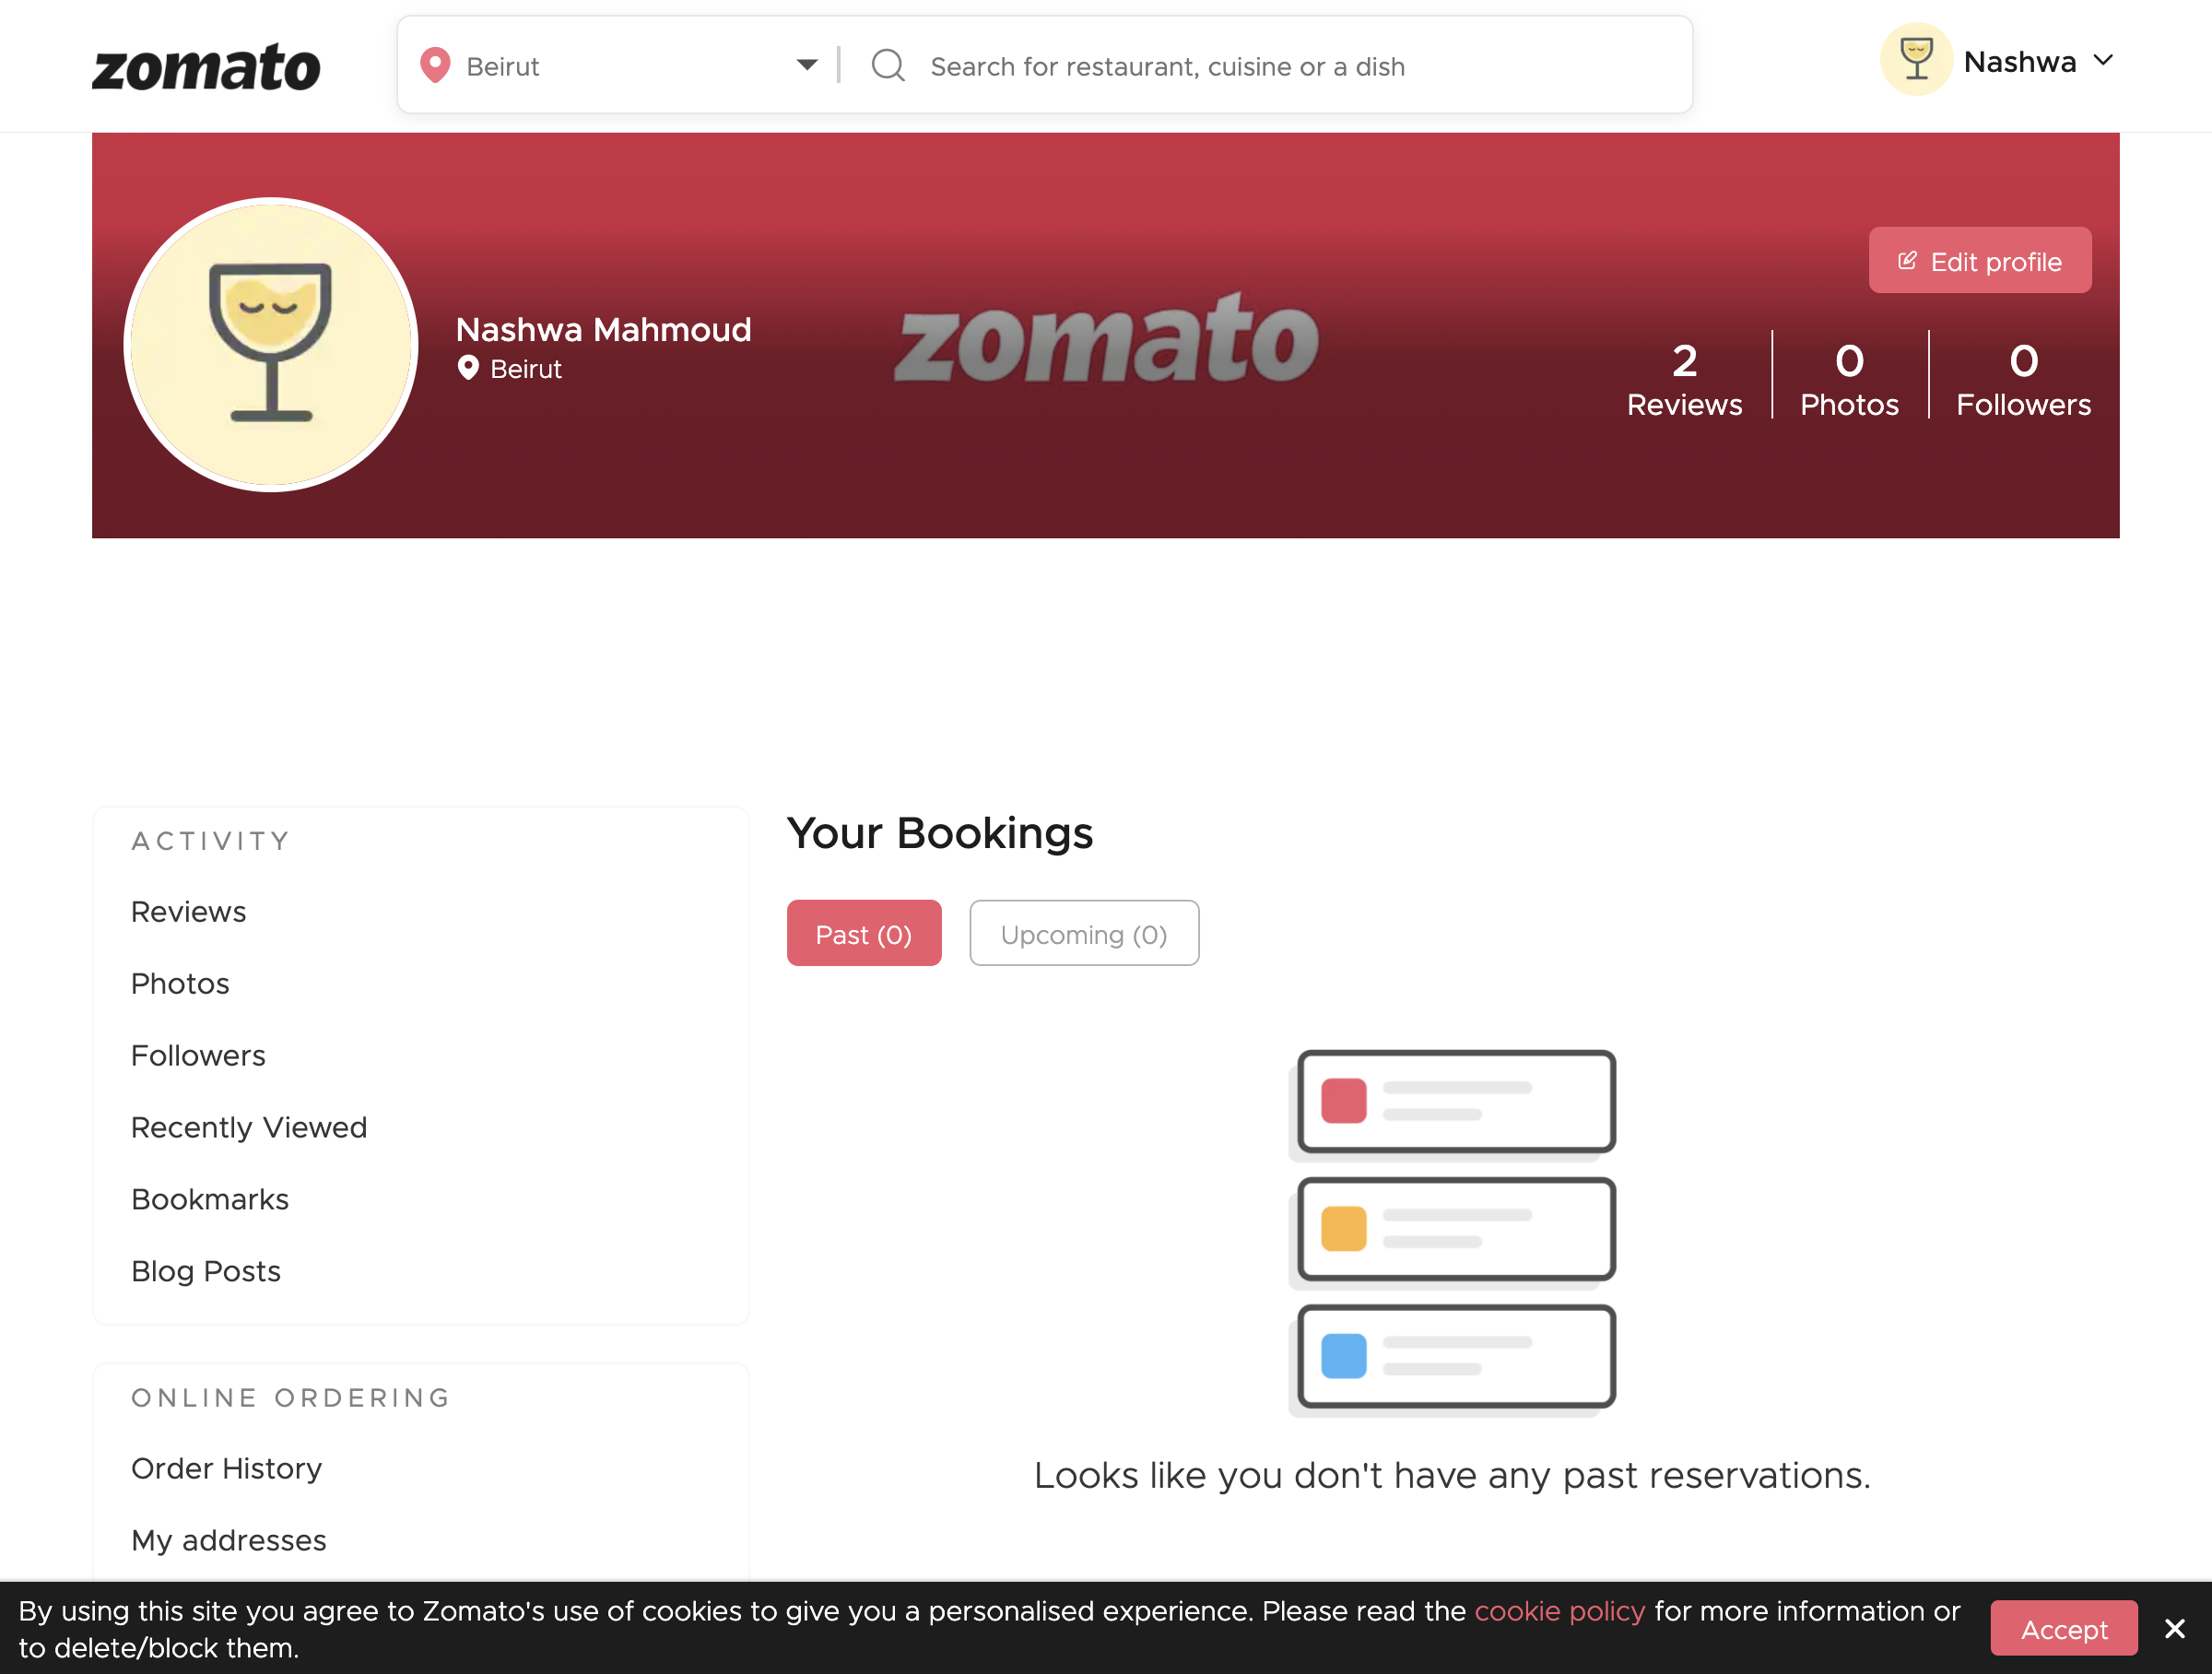 zomato
Beirut
Search for restaurant, cuisine or a dish
Nashwa
Edit profile
Nashwa Mahmoud
Beirut
zomato
2
Reviews
0
Photos
0
Followers
ACTIVITY
Reviews
Photos
Followers
Recently Viewed
Bookmarks
Blog Posts
ONLINE ORDERING
Order History
My addresses
Your Bookings
Past (0)
Upcoming (0)
Looks like you don't have any past reservations.
By using this site you agree to Zomato's use of cookies to give you a personalised experience. Please read the cookie policy for more information or
to delete/block them.
Accept